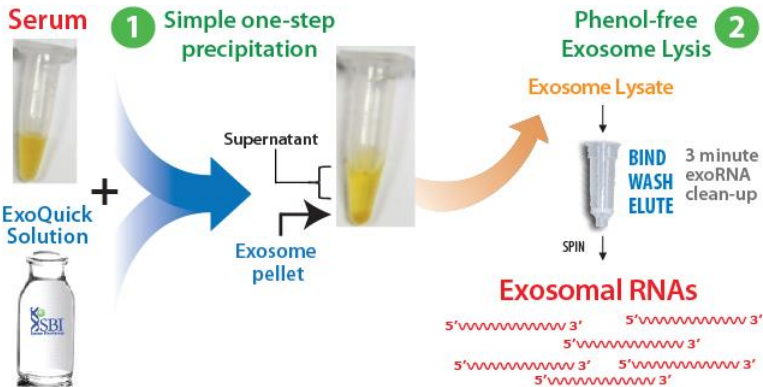 Serum
1
Simple one-step
precipitation
Phenol-free
Exosome Lysis
2
Exosome Lysate
Supernatant
+
BIND
WASH
ELUTE
3 minute
exoRNA
clean-up
ExoQuick
Solution
Exosome
pellet
SPIN
SBI
Exosomal RNAs
5’ 3’
5’ 3’
5’ 3’
5’ 3’
5’ 3’
5’ 3’